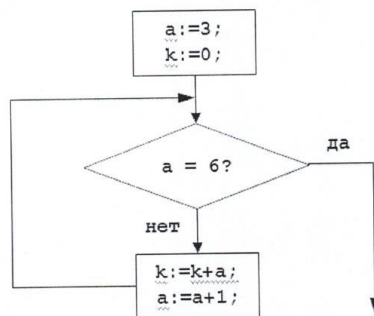 a:=3;
k:=0;
a = 6?
да
нет
k:=k+a;
a:=a+1;